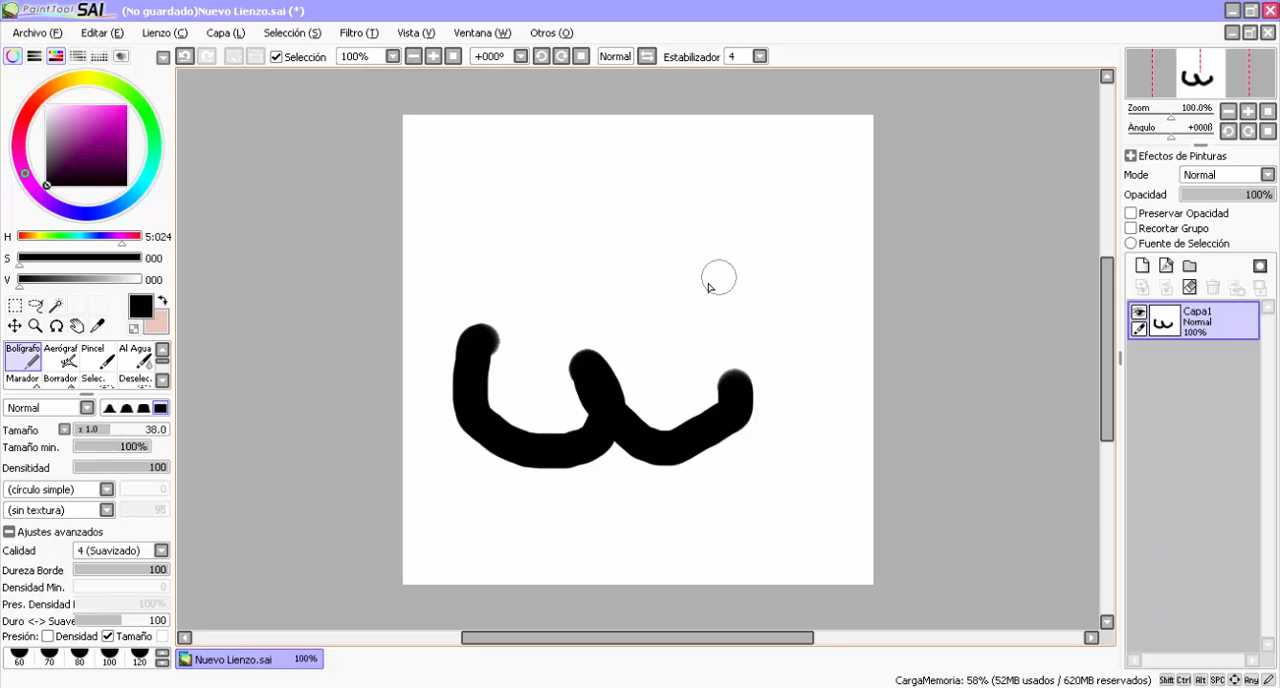 PaintTool SAI (No guardado)Nuevo Lienzo.sai (*)
Archivo (F) Editar (E) Lienzo (C) Capa (L) Selección (S) Filtro (T) Vista (V) Ventana (W) Otros (O)
Selección 100% +000º Normal Estabilizador 4
H 5:024
S 000
V 000
Bolígrafo Aerógraf Pincel Al Agua
Marador Borrador Selec. Deselec.
Normal
Tamaño x 1.0 38.0
Tamaño min. 100%
Densitidad 100
(círculo simple) 0
(sin textura) 95
Ajustes avanzados
Calidad 4 (Suavizado)
Dureza Borde 100
Densidad Min. 0
Pres. Densidad 100%
Duro <-> Suave 100
Presión: Densidad Tamaño
60 70 80 100 120
Nuevo Lienzo.sai 100%
Zoom 100.0%
Ángulo +000ß
Efectos de Pinturas
Mode Normal
Opacidad 100%
Preservar Opacidad
Recortar Grupo
Fuente de Selección
Capa1
Normal
100%
ω
CargaMemoria: 58% (52MB usados / 620MB reservados) Shift Ctrl Alt SPC Any